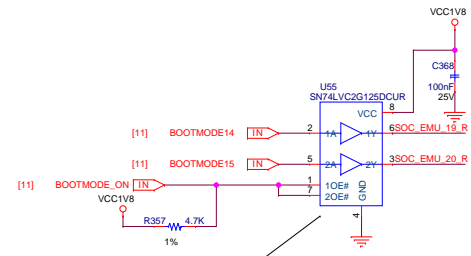 VCC1V8
C368
100nF
25V
U55
SN74LVC2G125DCUR
VCC
8
[11] BOOTMODE14 IN 2 1A 1Y 6 SOC_EMU_19_R
[11] BOOTMODE15 IN 5 2A 2Y 3 SOC_EMU_20_R
[11] BOOTMODE_ON IN 1 1OE#
7 2OE#
GND
4
VCC1V8
R357 4.7K
1%